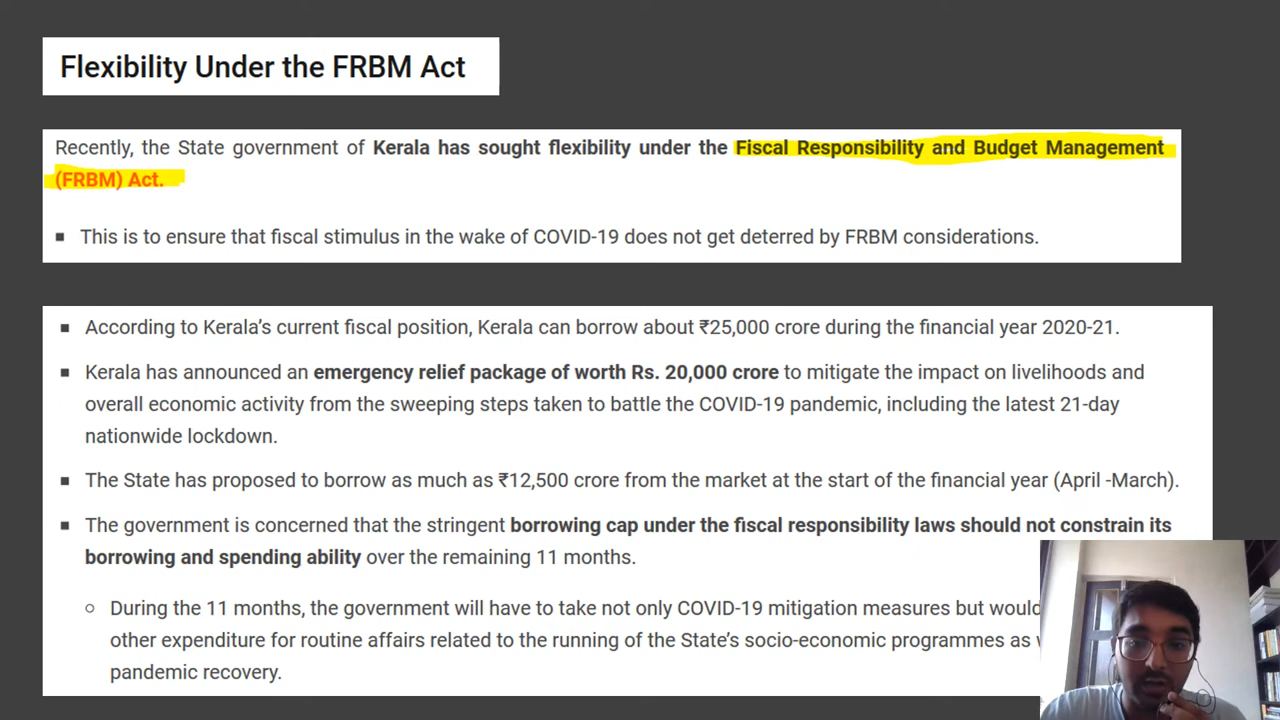 Flexibility Under the FRBM Act
Recently, the State government of Kerala has sought flexibility under the Fiscal Responsibility and Budget Management
(FRBM) Act.
This is to ensure that fiscal stimulus in the wake of COVID-19 does not get deterred by FRBM considerations.
According to Kerala's current fiscal position, Kerala can borrow about ₹25,000 crore during the financial year 2020-21.
Kerala has announced an emergency relief package of worth Rs. 20,000 crore to mitigate the impact on livelihoods and
overall economic activity from the sweeping steps taken to battle the COVID-19 pandemic, including the latest 21-day
nationwide lockdown.
The State has proposed to borrow as much as ₹12,500 crore from the market at the start of the financial year (April -March).
The government is concerned that the stringent borrowing cap under the fiscal responsibility laws should not constrain its
borrowing and spending ability over the remaining 11 months.
During the 11 months, the government will have to take not only COVID-19 mitigation measures but would
other expenditure for routine affairs related to the running of the State's socio-economic programmes as
pandemic recovery.